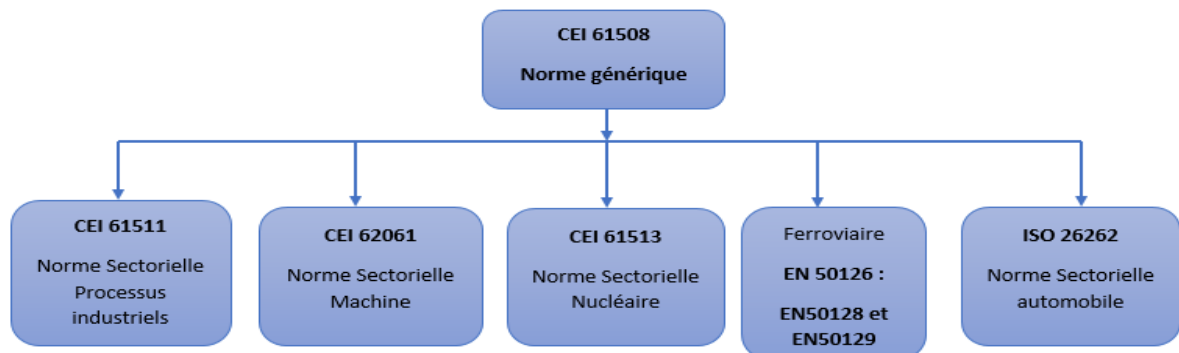 CEI 61508
Norme générique
CEI 61511
Norme Sectorielle
Processus
industriels
CEI 62061
Norme Sectorielle
Machine
CEI 61513
Norme Sectorielle
Nucléaire
Ferroviaire
EN 50126 :
EN50128 et
EN50129
ISO 26262
Norme Sectorielle
automobile